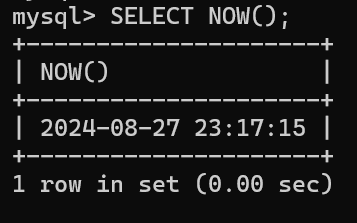 mysql> SELECT NOW();
+---------------------+
| NOW()               |
+---------------------+
| 2024-08-27 23:17:15 |
+---------------------+
1 row in set (0.00 sec)